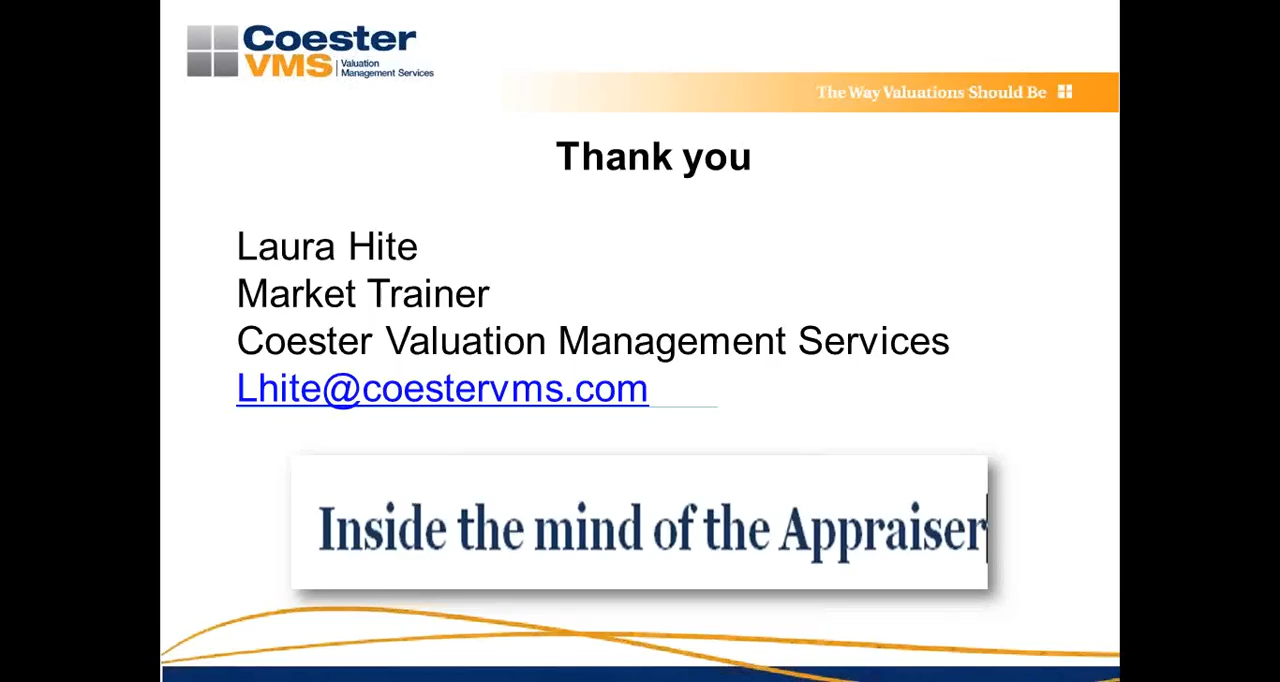 Coester
VMS Valuation
Management Services
The Way Valuations Should Be
Thank you
Laura Hite
Market Trainer
Coester Valuation Management Services
Lhite@coestervms.com
Inside the mind of the Appraiser